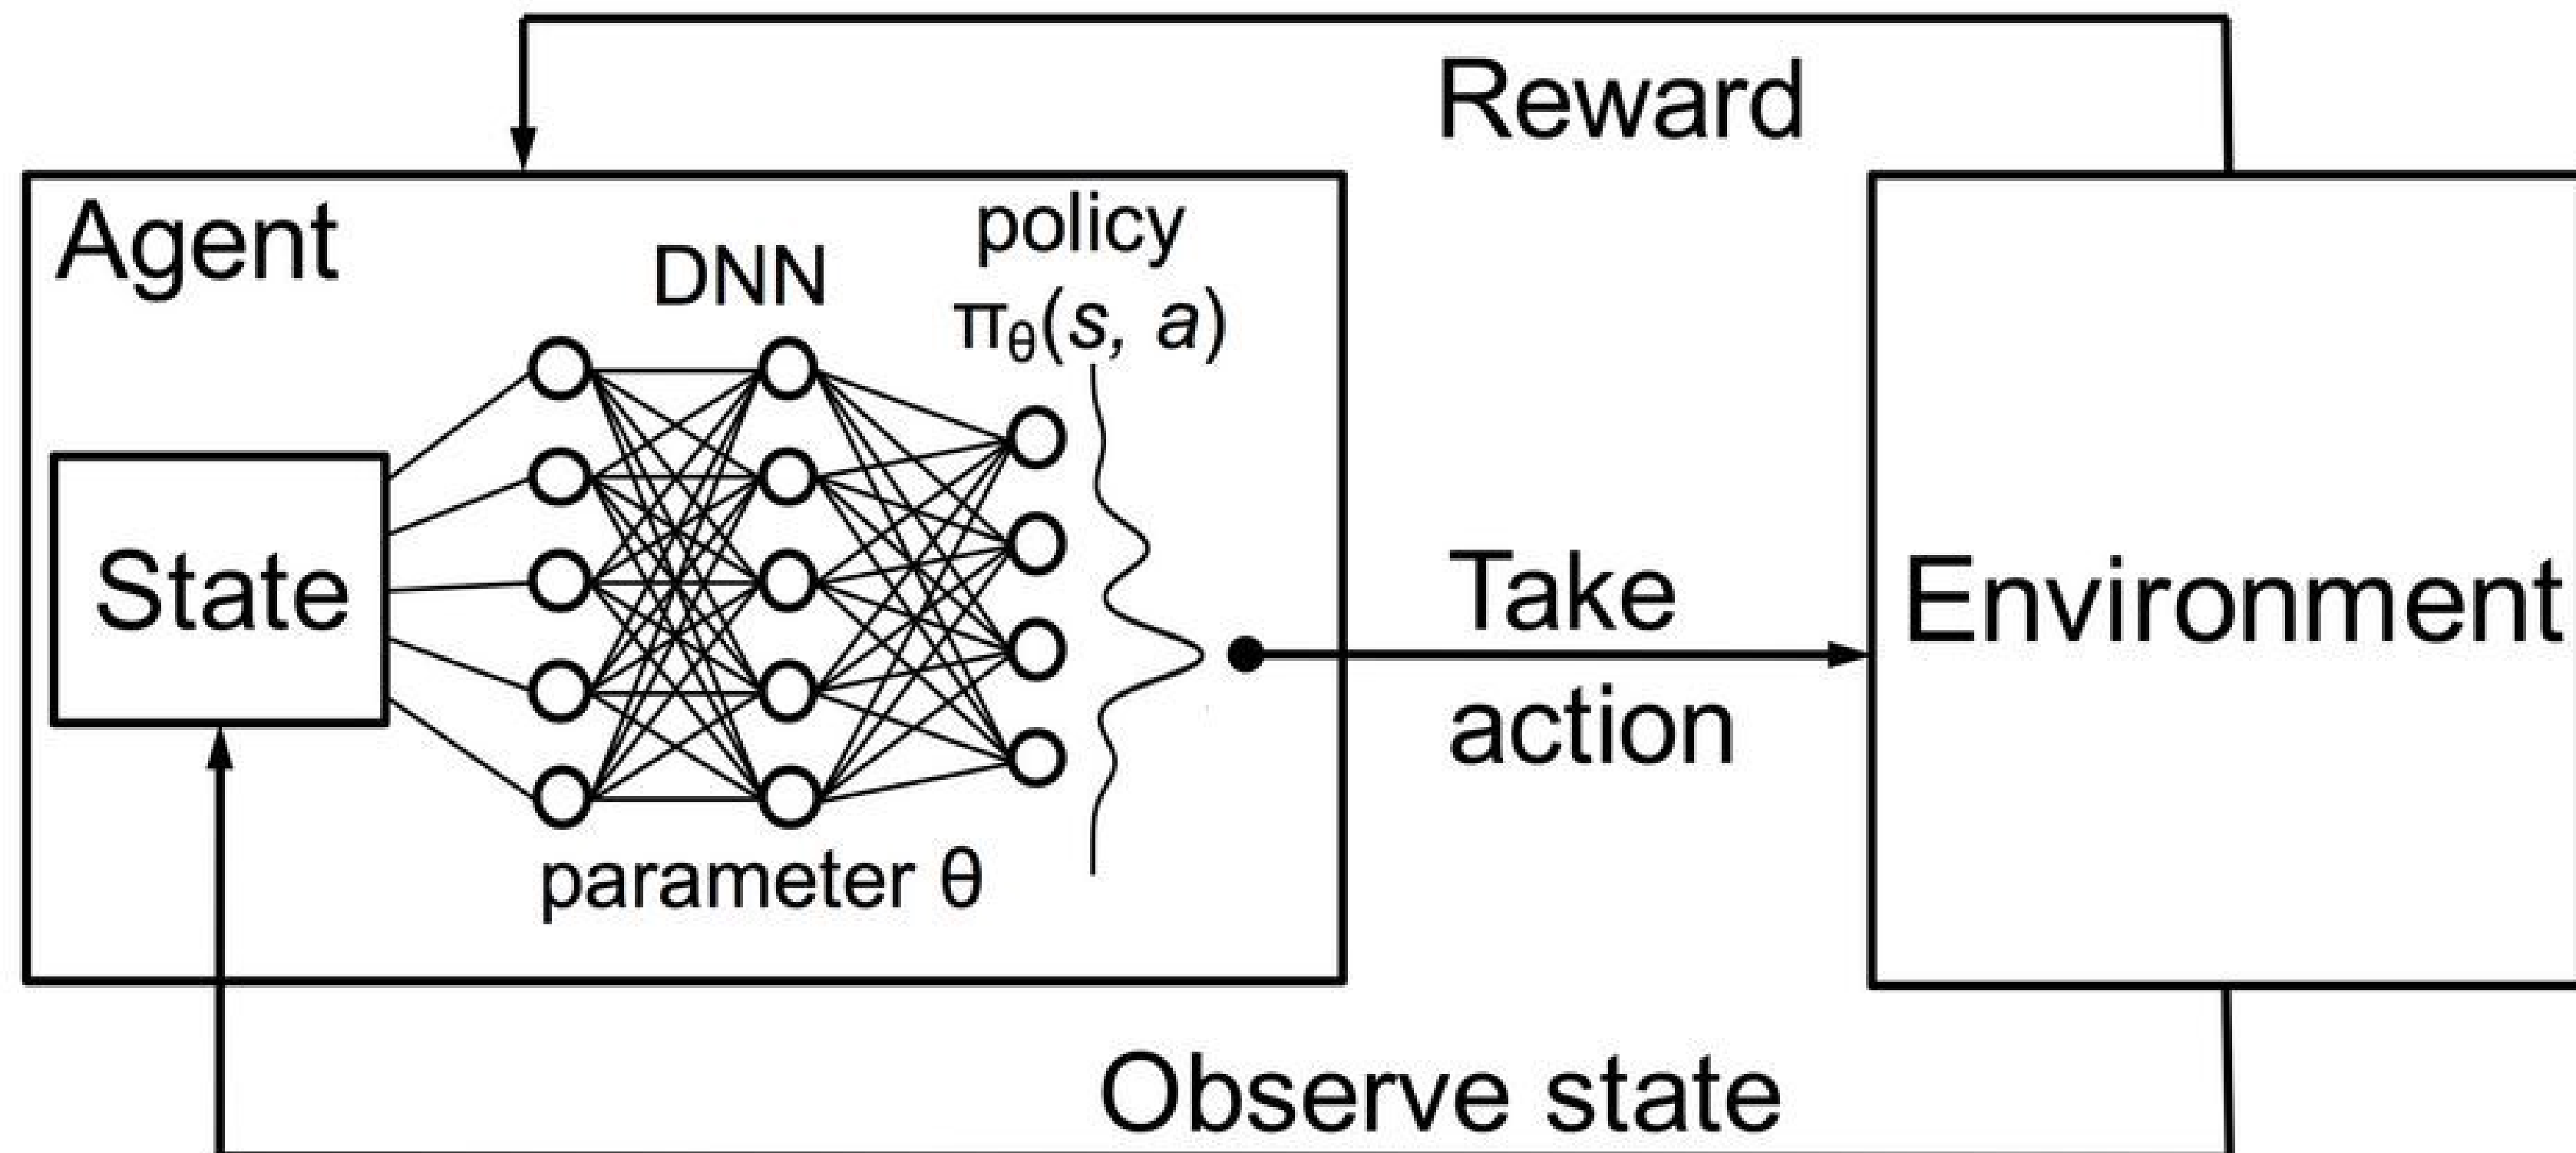 Reward
Agent
policy
DNN
πθ(s, a)
State
Take
action
Environment
parameter θ
Observe state